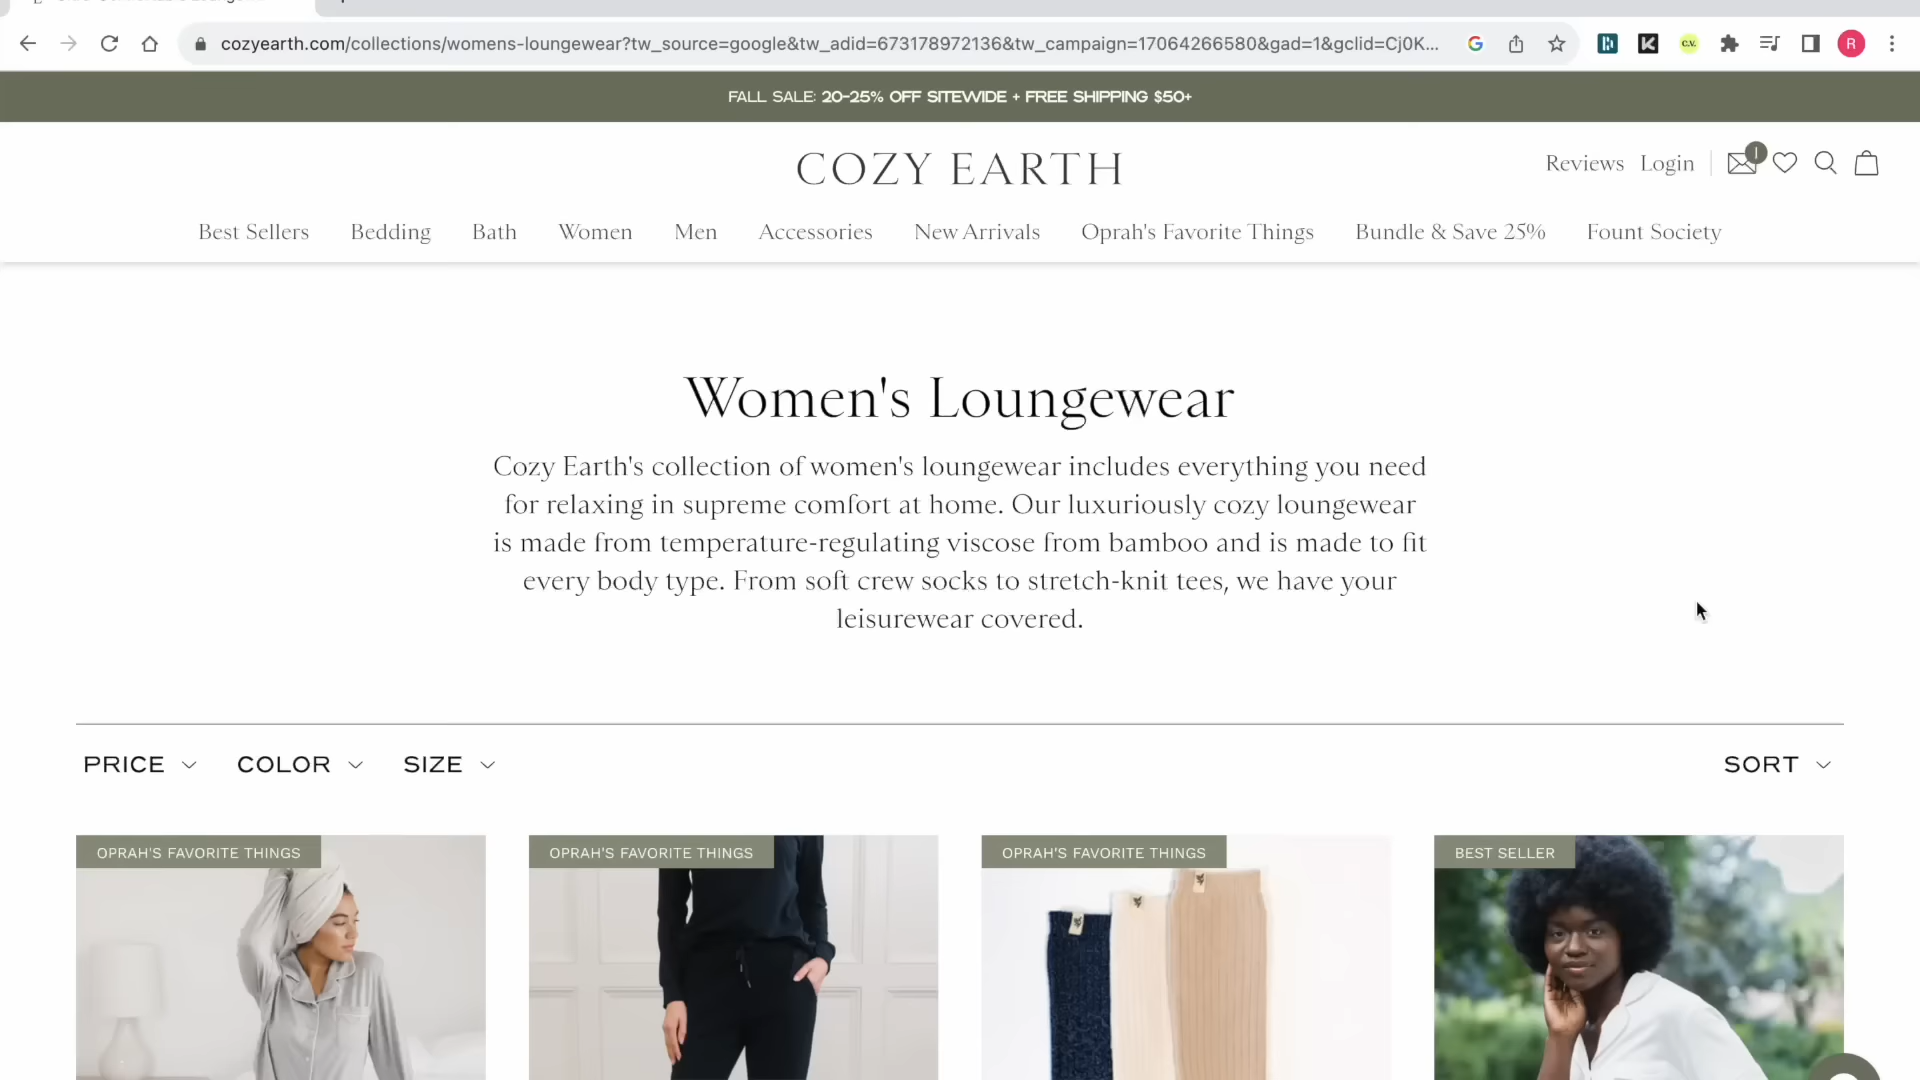 cozyearth.com/collections/womens-loungewear?tw_source=google&tw_adid=673178972136&tw_campaign=17064266580&gad=1&gclid=Cj0K...
R
FALL SALE: 20-25% OFF SITEWIDE + FREE SHIPPING $50+
COZY EARTH
Reviews Login
1
Best Sellers Bedding Bath Women Men Accessories New Arrivals Oprah's Favorite Things Bundle & Save 25% Fount Society
Women's Loungewear
Cozy Earth's collection of women's loungewear includes everything you need
for relaxing in supreme comfort at home. Our luxuriously cozy loungewear
is made from temperature-regulating viscose from bamboo and is made to fit
every body type. From soft crew socks to stretch-knit tees, we have your
leisurewear covered.
PRICE COLOR SIZE SORT
OPRAH'S FAVORITE THINGS OPRAH'S FAVORITE THINGS OPRAH'S FAVORITE THINGS BEST SELLER